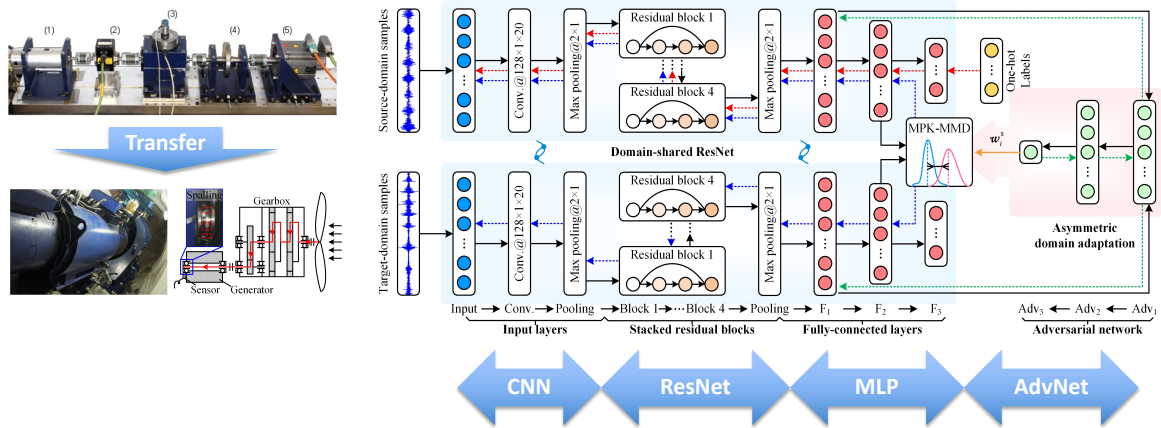 (1)
(2)
(3)
(4)
(5)
Transfer
Spalling
Gearbox
Sensor
Generator
Source-domain samples
Conv.@128×1×20
Max pooling@2×1
Residual block 1
Residual block 4
Max pooling@2×1
One-hot
Labels
Domain-shared ResNet
MPK-MMD
w_i^s
Asymmetric
domain adaptation
Target-domain samples
Conv.@128×1×20
Max pooling@2×1
Residual block 4
Residual block 1
Max pooling@2×1
Input Conv. Pooling Block 1 ··· Block 4 Pooling F₁ F₂ F₃ Adv₃ Adv₂ Adv₁
Input layers Stacked residual blocks Fully-connected layers Adversarial network
CNN ResNet MLP AdvNet